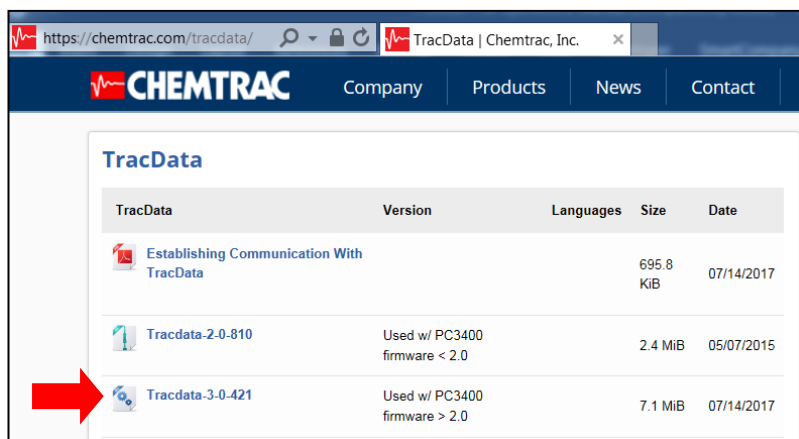 https://chemtrac.com/tracdata/
TracData | Chemtrac, Inc.
CHEMTRAC
Company Products News Contact
TracData
TracData Version Languages Size Date
Establishing Communication With
TracData
695.8
KiB
07/14/2017
Tracdata-2-0-810
Used w/ PC3400
firmware < 2.0
2.4 MiB
05/07/2015
Tracdata-3-0-421
Used w/ PC3400
firmware > 2.0
7.1 MiB
07/14/2017